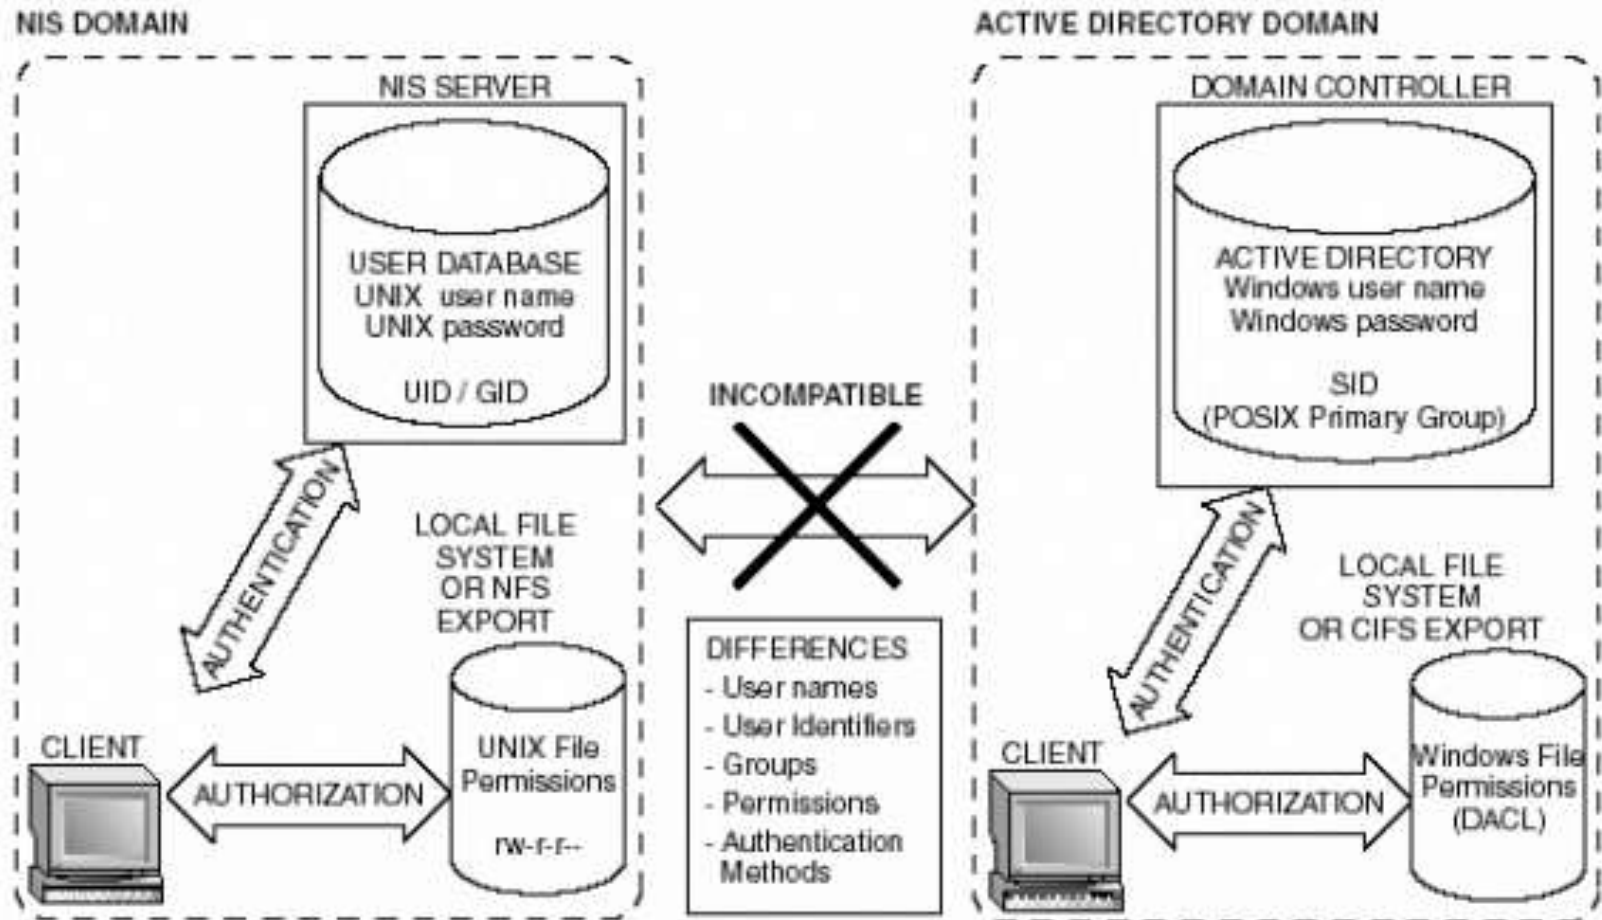 NIS DOMAIN
NIS SERVER
USER DATABASE
UNIX user name
UNIX password
UID / GID
AUTHENTICATION
LOCAL FILE
SYSTEM
OR NFS
EXPORT
CLIENT
AUTHORIZATION
UNIX File
Permissions
rw-r-r--
INCOMPATIBLE
DIFFERENCES
- User names
- User Identifiers
- Groups
- Permissions
- Authentication
Methods
ACTIVE DIRECTORY DOMAIN
DOMAIN CONTROLLER
ACTIVE DIRECTORY
Windows user name
Windows password
SID
(POSIX Primary Group)
AUTHENTICATION
LOCAL FILE
SYSTEM
OR CIFS EXPORT
CLIENT
AUTHORIZATION
Windows File
Permissions
(DACL)